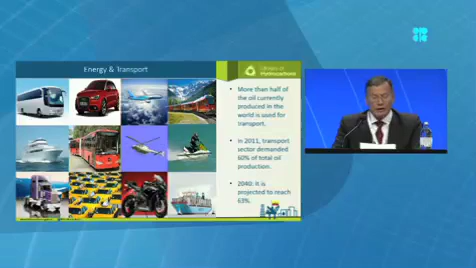 Energy & Transport
• More than half of
the oil currently
produced in the
world is used for
transport.
• In 2011, transport
sector demanded
60% of total oil
production.
• 2040: It is
projected to reach
63%.